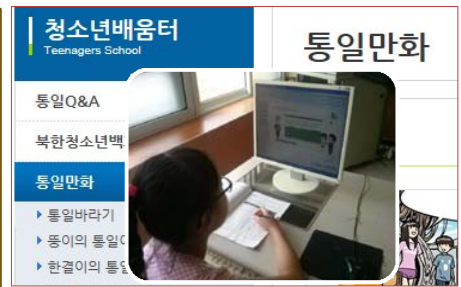 청소년배움터
Teenagers School
통일만화
통일Q&A
북한청소년백
통일만화
통일바라기
뚱이의 통일
한결이의 통일